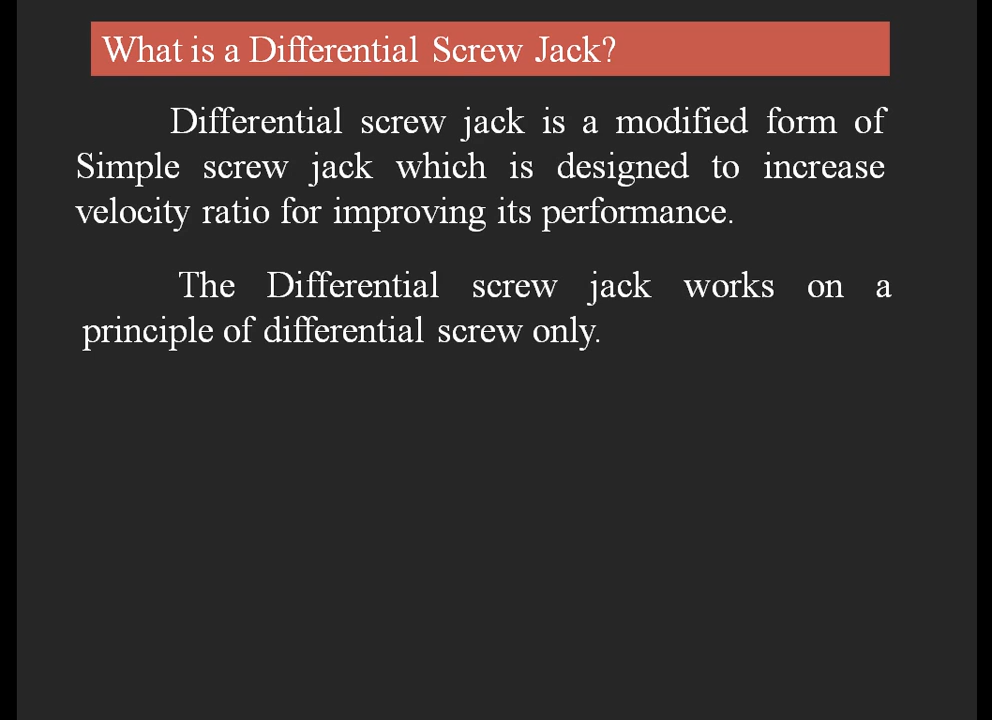 What is a Differential Screw Jack?
Differential screw jack is a modified form of
Simple screw jack which is designed to increase
velocity ratio for improving its performance.
The Differential screw jack works on a
principle of differential screw only.